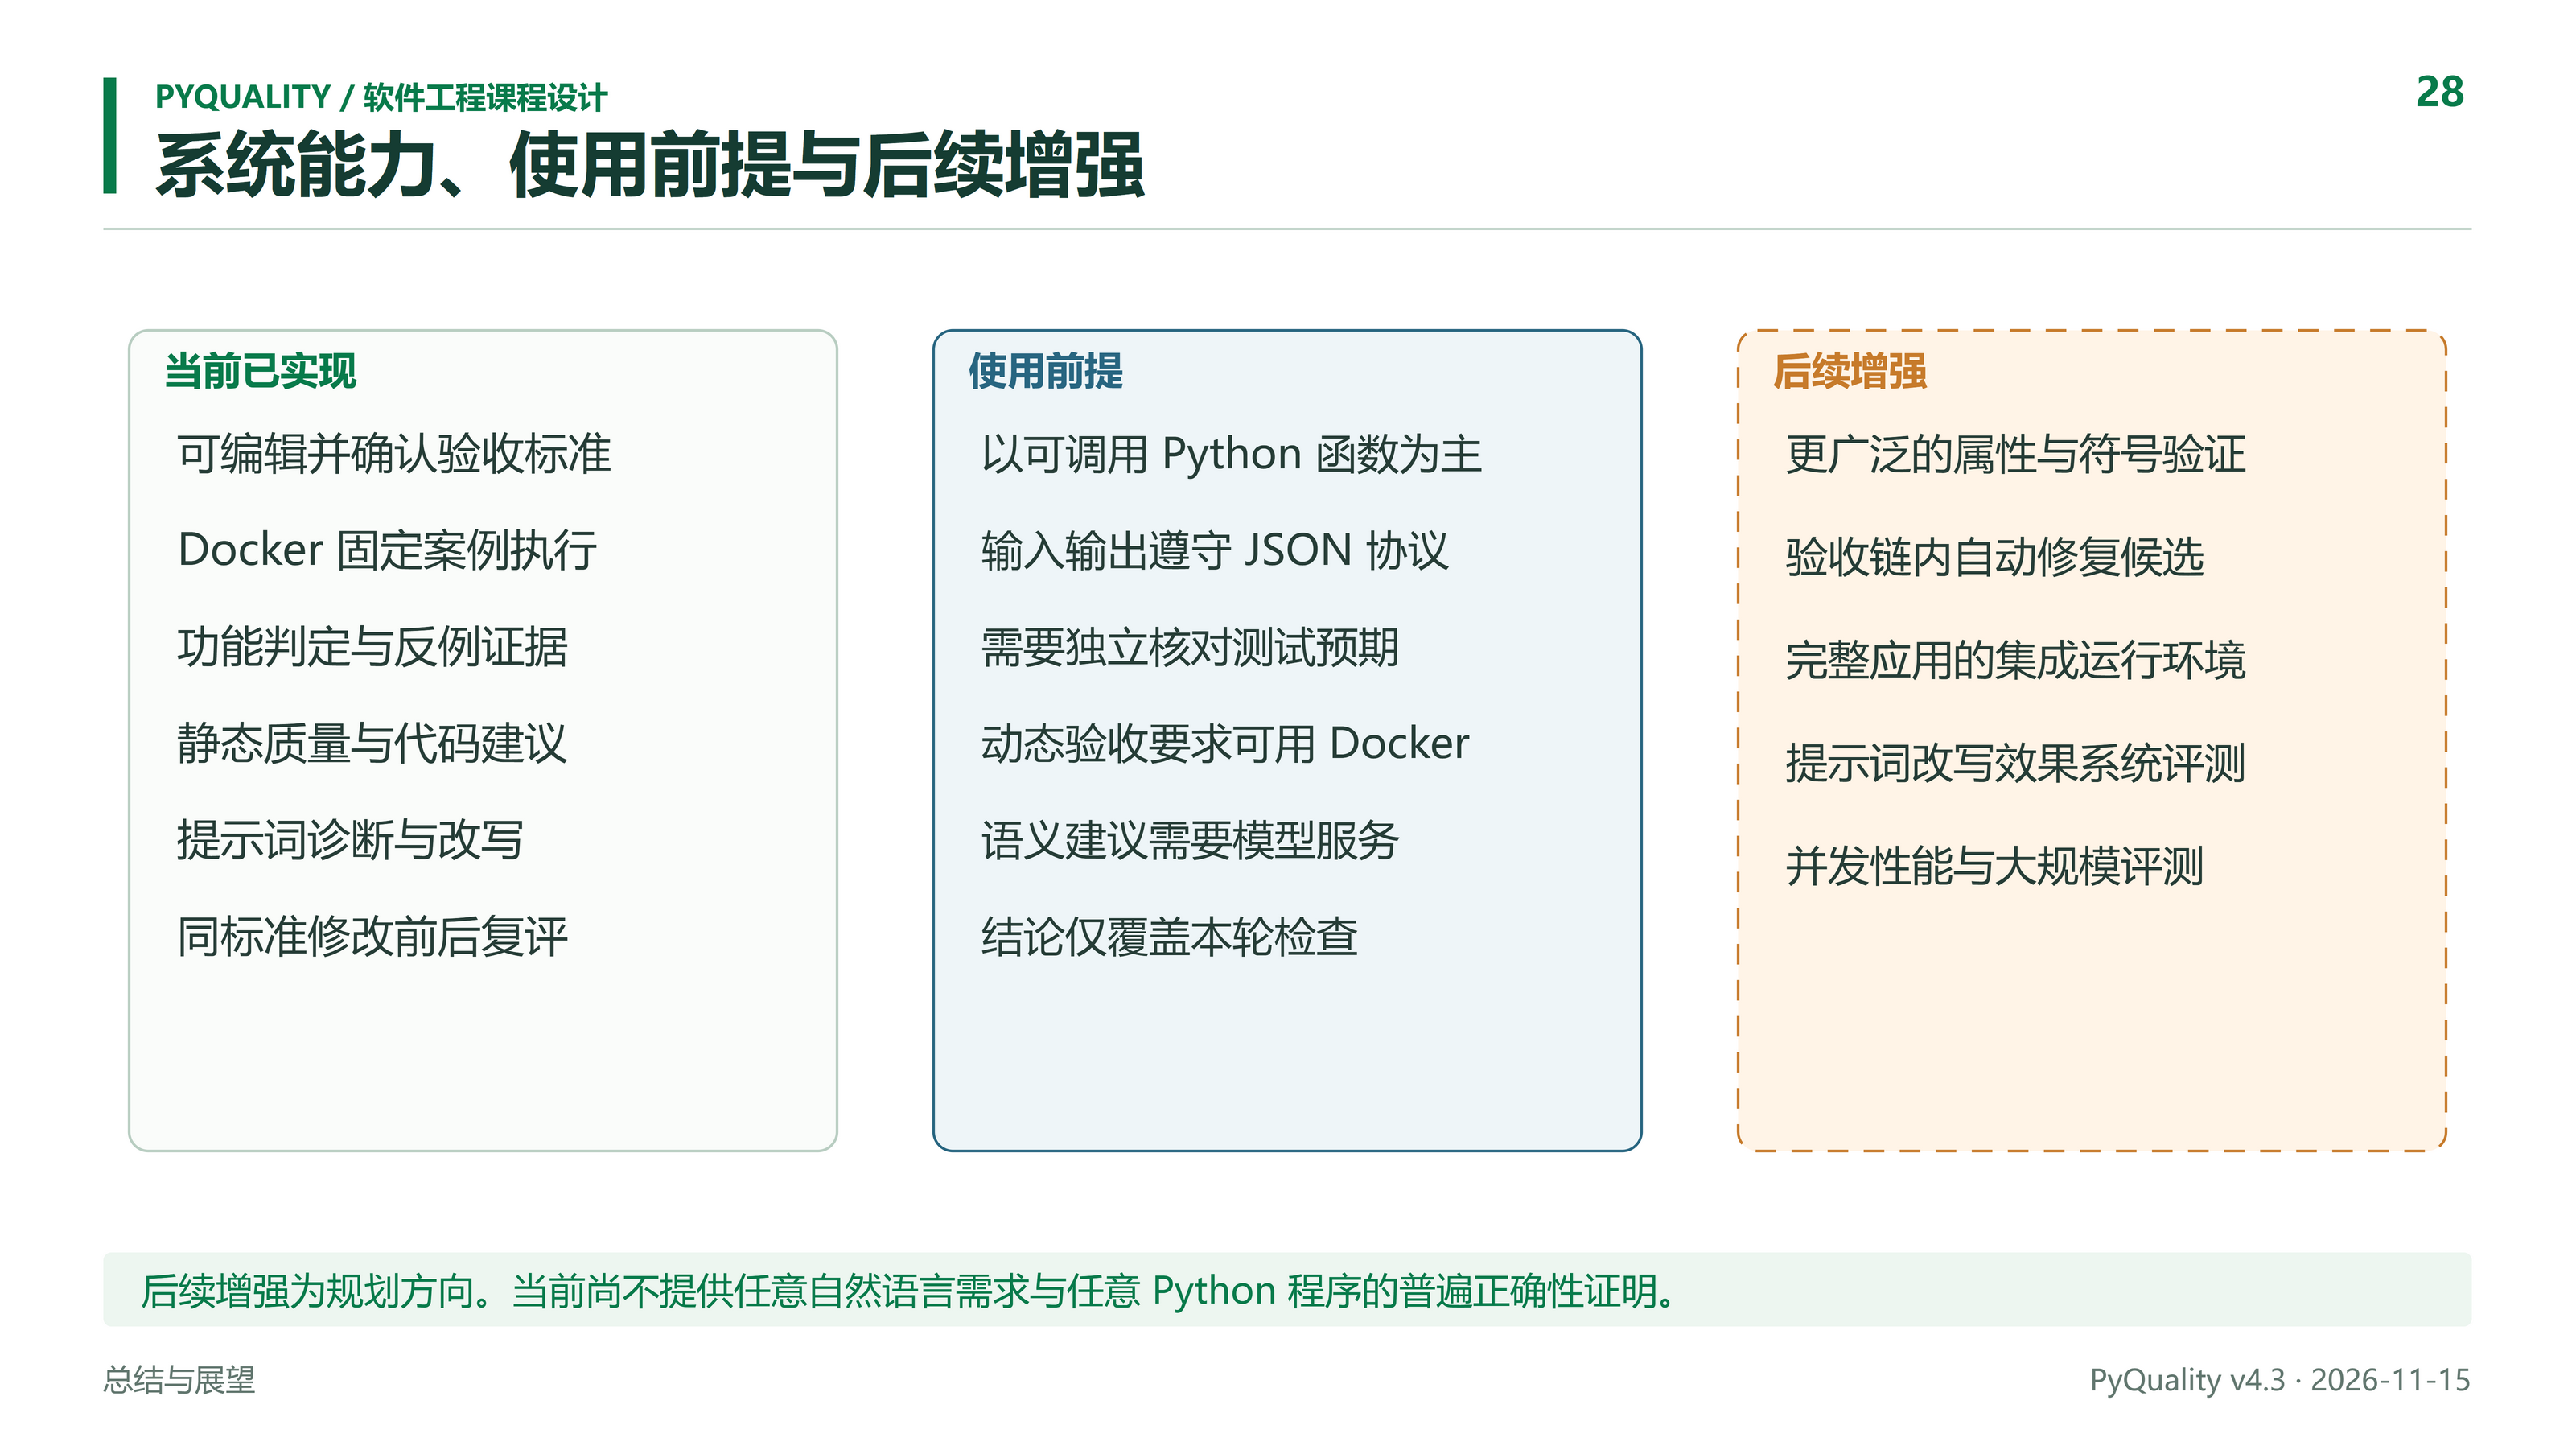 PYQUALITY / 软件工程课程设计
28
系统能力、使用前提与后续增强
当前已实现
可编辑并确认验收标准
Docker 固定案例执行
功能判定与反例证据
静态质量与代码建议
提示词诊断与改写
同标准修改前后复评
使用前提
以可调用 Python 函数为主
输入输出遵守 JSON 协议
需要独立核对测试预期
动态验收要求可用 Docker
语义建议需要模型服务
结论仅覆盖本轮检查
后续增强
更广泛的属性与符号验证
验收链内自动修复候选
完整应用的集成运行环境
提示词改写效果系统评测
并发性能与大规模评测
后续增强为规划方向。当前尚不提供任意自然语言需求与任意 Python 程序的普遍正确性证明。
总结与展望
PyQuality v4.3 · 2026-11-15